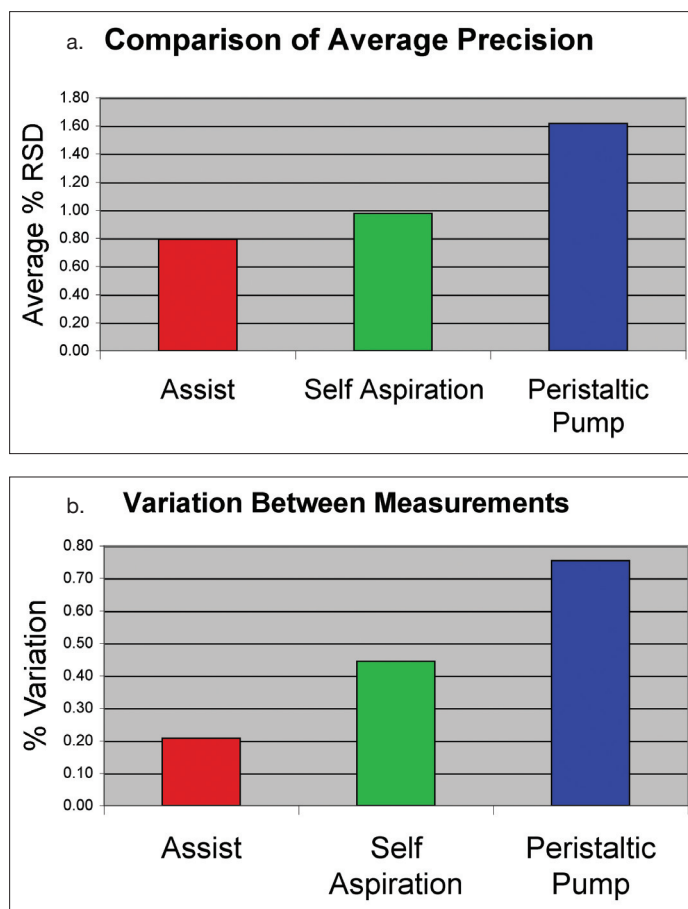 a. Comparison of Average Precision
Average % RSD
1.80
1.60
1.40
1.20
1.00
0.80
0.60
0.40
0.20
0.00
Assist Self Aspiration Peristaltic
Pump
b. Variation Between Measurements
% Variation
0.80
0.70
0.60
0.50
0.40
0.30
0.20
0.10
0.00
Assist Self Peristaltic
Aspiration Pump